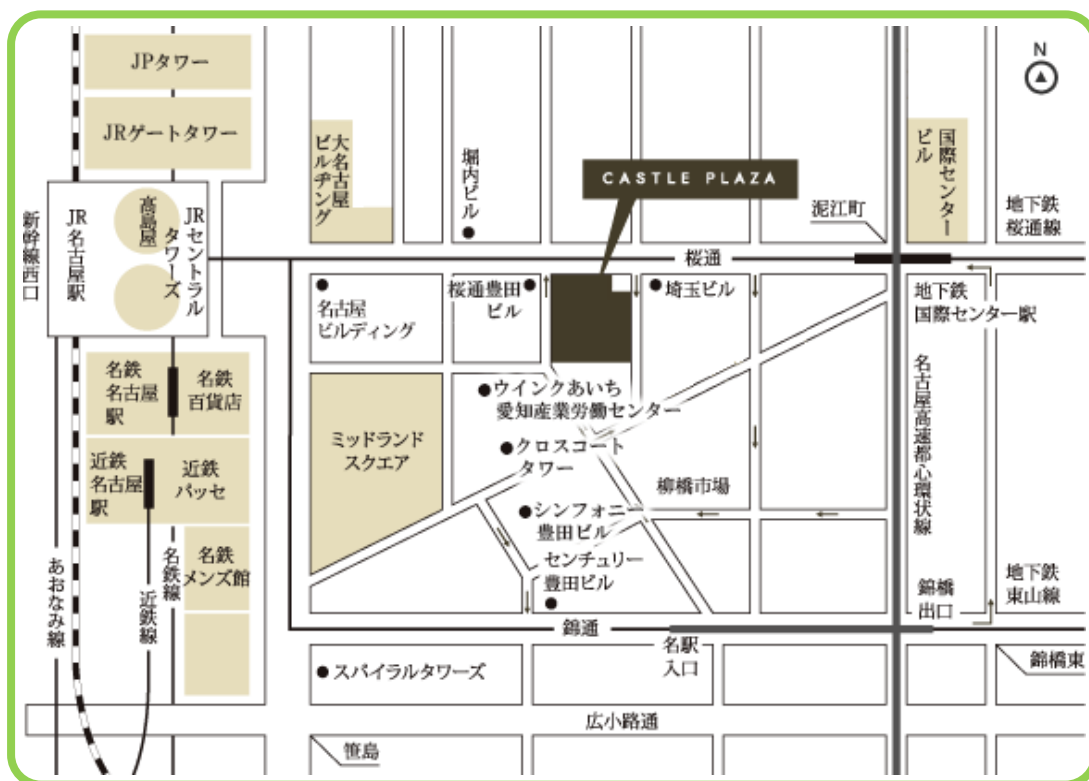 JPタワー
JRゲートタワー
N
大名古屋
ビルヂング
堀内ビル
CASTLE PLAZA
国際センター
ビル
泥江町
地下鉄
桜通線
新幹線西口
JR名古屋駅
髙島屋
JRセントラル
タワーズ
桜通
名古屋
ビルディング
桜通豊田
ビル
埼玉ビル
地下鉄
国際センター駅
名鉄
名古屋
駅
名鉄
百貨店
ミッドランド
スクエア
ウインクあいち
愛知産業労働センター
クロスコート
タワー
名古屋高速都心環状線
近鉄
名古屋
駅
近鉄
パッセ
柳橋市場
シンフォニー
豊田ビル
センチュリー
豊田ビル
名鉄
メンズ館
あおなみ線
近鉄線
名鉄線
錦橋
出口
地下鉄
東山線
錦通
名駅
入口
スパイラルタワーズ
錦橋東
広小路通
笹島